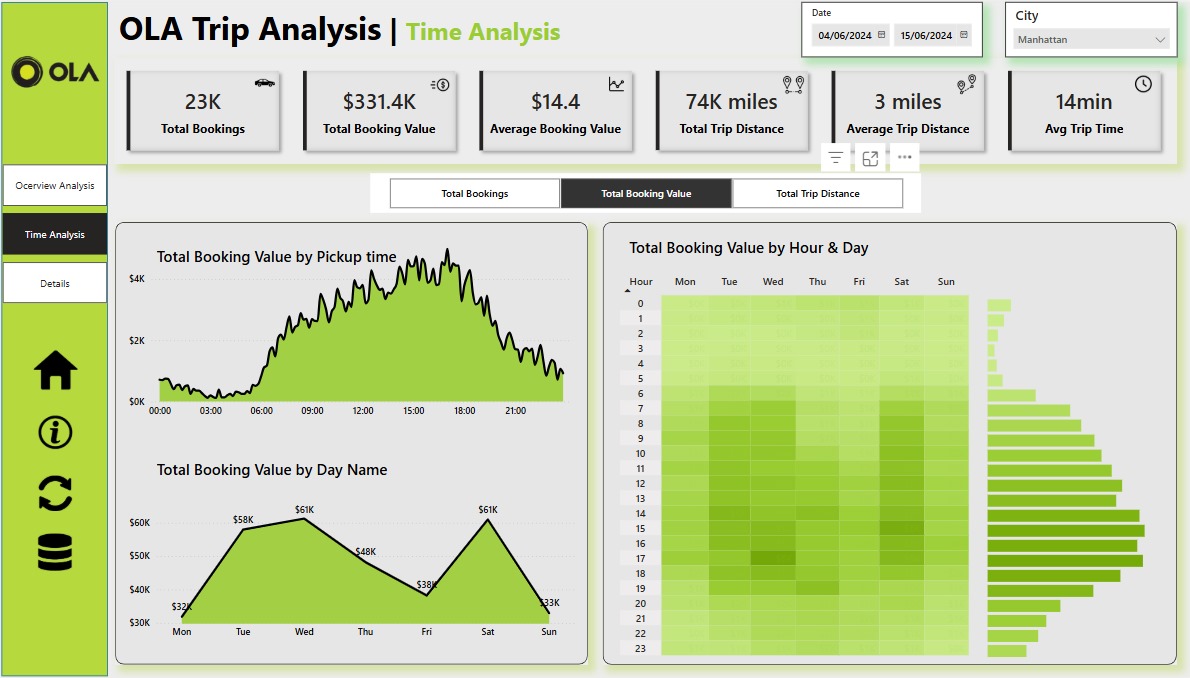 OLA
OLA Trip Analysis | Time Analysis
Date
04/06/2024 15/06/2024
City
Manhattan
23K
Total Bookings
$331.4K
Total Booking Value
$14.4
Average Booking Value
74K miles
Total Trip Distance
3 miles
Average Trip Distance
14min
Avg Trip Time
Ocerview Analysis
Time Analysis
Details
Total Bookings
Total Booking Value
Total Trip Distance
Total Booking Value by Pickup time
$4K
$2K
$0K
00:00 03:00 06:00 09:00 12:00 15:00 18:00 21:00
Total Booking Value by Day Name
$60K
$50K
$40K
$30K
$32K
$58K
$61K
$48K
$38K
$61K
$33K
Mon Tue Wed Thu Fri Sat Sun
Total Booking Value by Hour & Day
Hour Mon Tue Wed Thu Fri Sat Sun
0
1
2
3
4
5
6
7
8
9
10
11
12
13
14
15
16
17
18
19
20
21
22
23